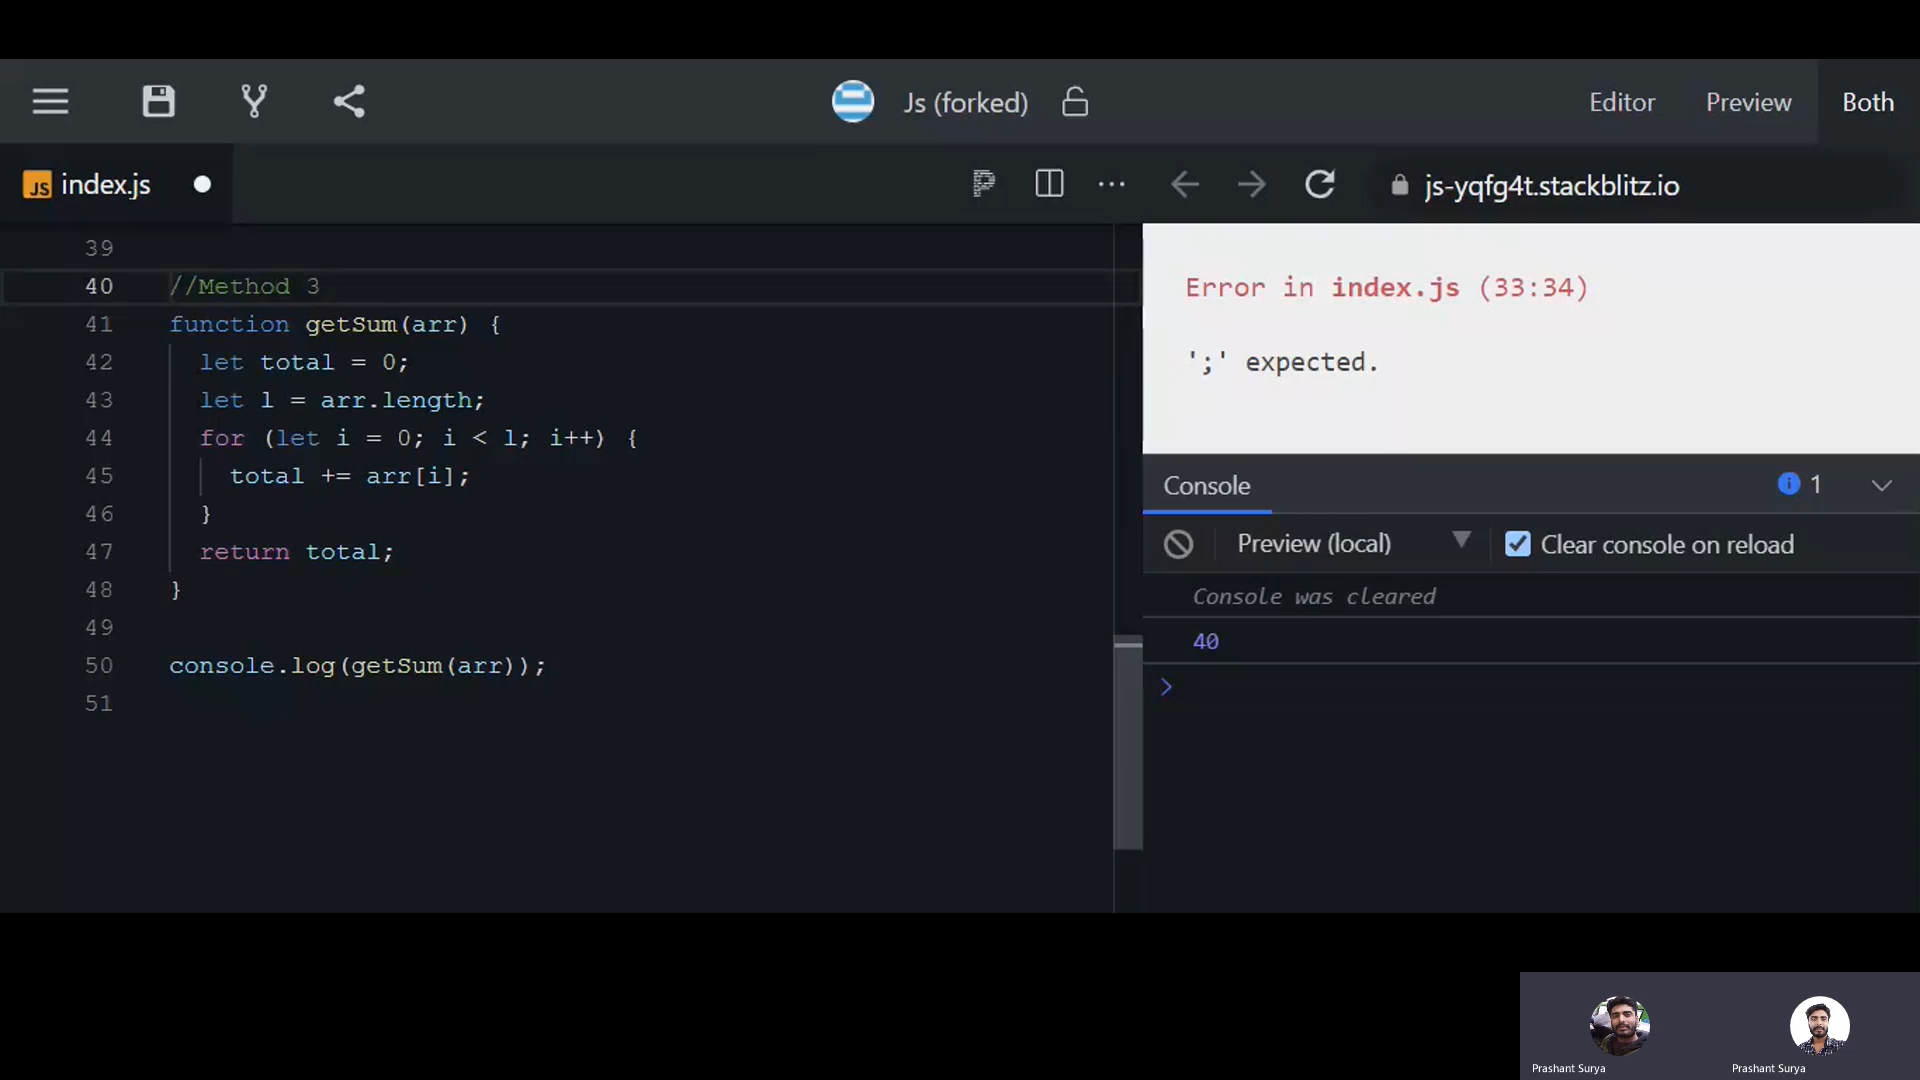 Js (forked)
Editor
Preview
Both
JS index.js
js-yqfg4t.stackblitz.io
39
40 //Method 3
41 function getSum(arr) {
42 let total = 0;
43 let l = arr.length;
44 for (let i = 0; i < l; i++) {
45 total += arr[i];
46 }
47 return total;
48 }
49
50 console.log(getSum(arr));
51
Error in index.js (33:34)
';' expected.
Console
1
Preview (local)
Clear console on reload
Console was cleared
40
>
Prashant Surya
Prashant Surya